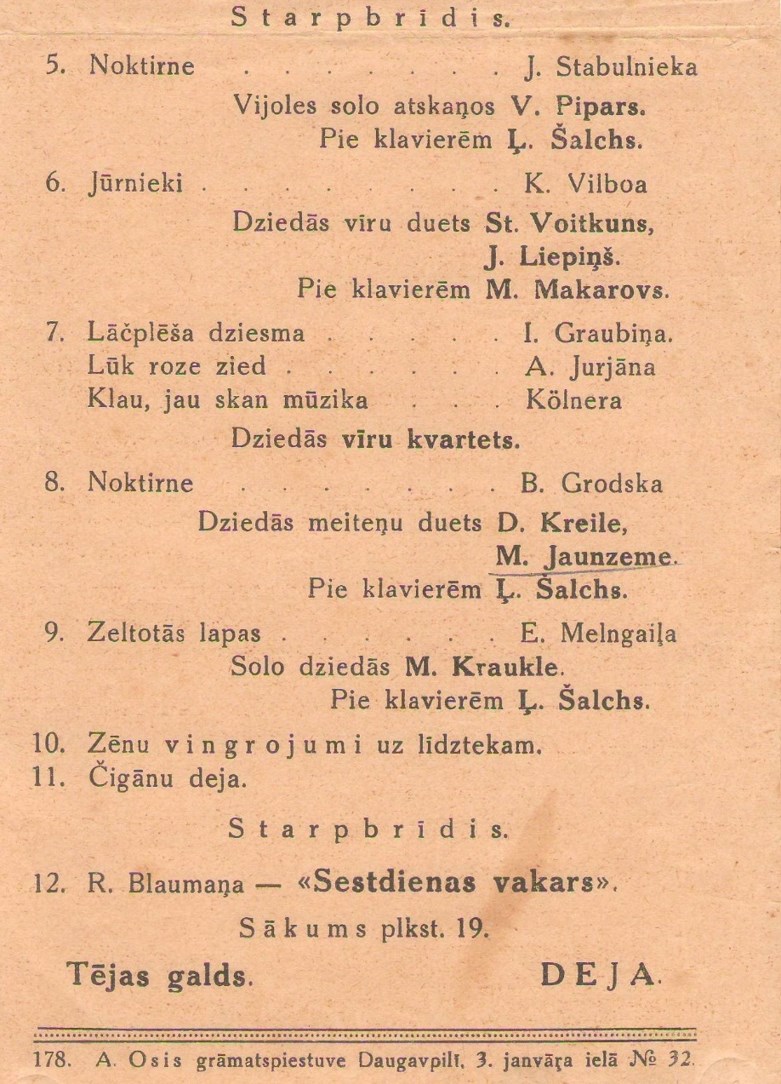 Starpbrīdis.
5. Noktirne . . . . . . . J. Stabulnieka
Vijoles solo atskaņos V. Pipars.
Pie klavierēm Ļ. Šalchs.
6. Jūrnieki . . . . . . . . K. Vilboa
Dziedās vīru duets St. Voitkuns,
J. Liepiņš.
Pie klavierēm M. Makarovs.
7. Lāčplēša dziesma . . . . . I. Graubiņa.
Lūk roze zied . . . . . . A. Jurjāna
Klau, jau skan mūzika . . . Kölnera
Dziedās vīru kvartets.
8. Noktirne . . . . . . . B. Grodska
Dziedās meiteņu duets D. Kreile,
M. Jaunzeme.
Pie klavierēm Ļ. Šalchs.
9. Zeltotās lapas . . . . . . E. Melngaiļa
Solo dziedās M. Kraukle.
Pie klavierēm Ļ. Šalchs.
10. Zēnu vingrojumi uz līdztekam.
11. Čigānu deja.
Starpbrīdis.
12. R. Blaumaņa — «Sestdienas vakars».
Sākums plkst. 19.
Tējas galds. DEJA.
178. A. Osis grāmatspiestuve Daugavpilī, 3. janvāŗa ielā № 32.